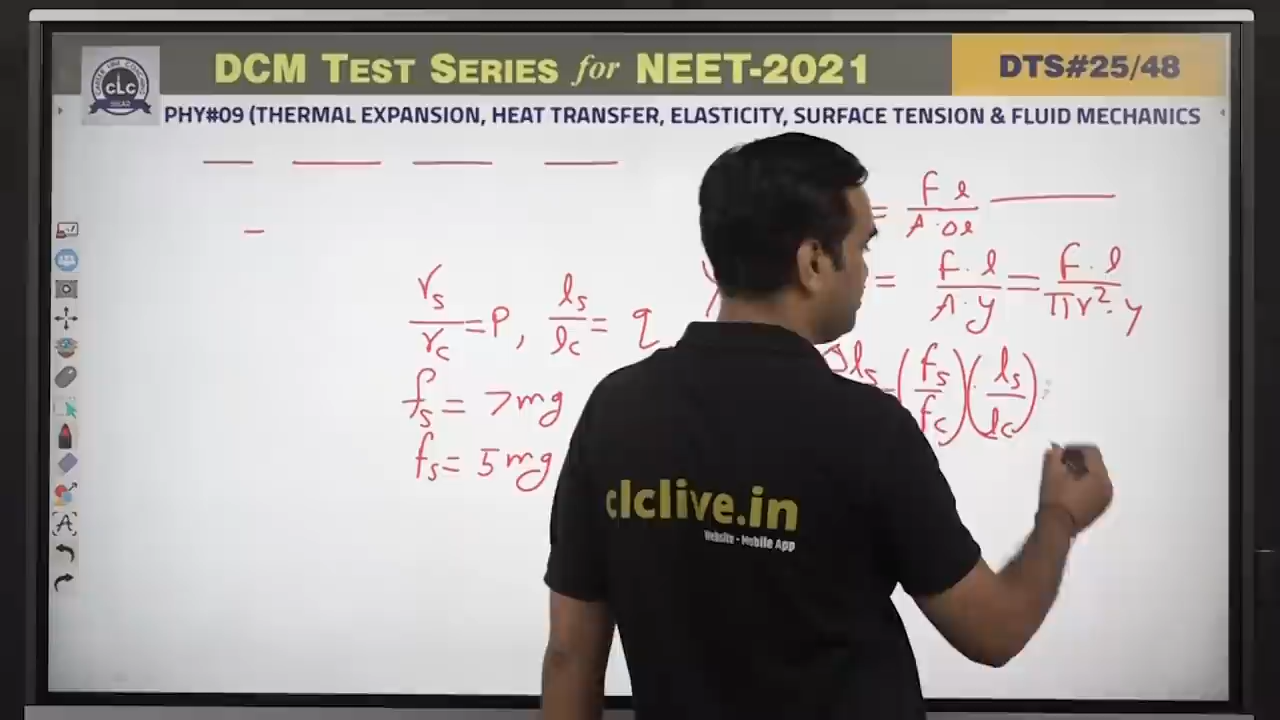 DCM TEST SERIES for NEET-2021
DTS#25/48
CLC
PHY#09 (THERMAL EXPANSION, HEAT TRANSFER, ELASTICITY, SURFACE TENSION & FLUID MECHANICS
= F l / A · Δl
= F · l / A · y = F · l / πr² · y
rs / rc = P, ls / lc = q
Δls = (fs / fc) (ls / lc)
fs = 7mg
fs = 5mg
clclive.in
Website - Mobile App